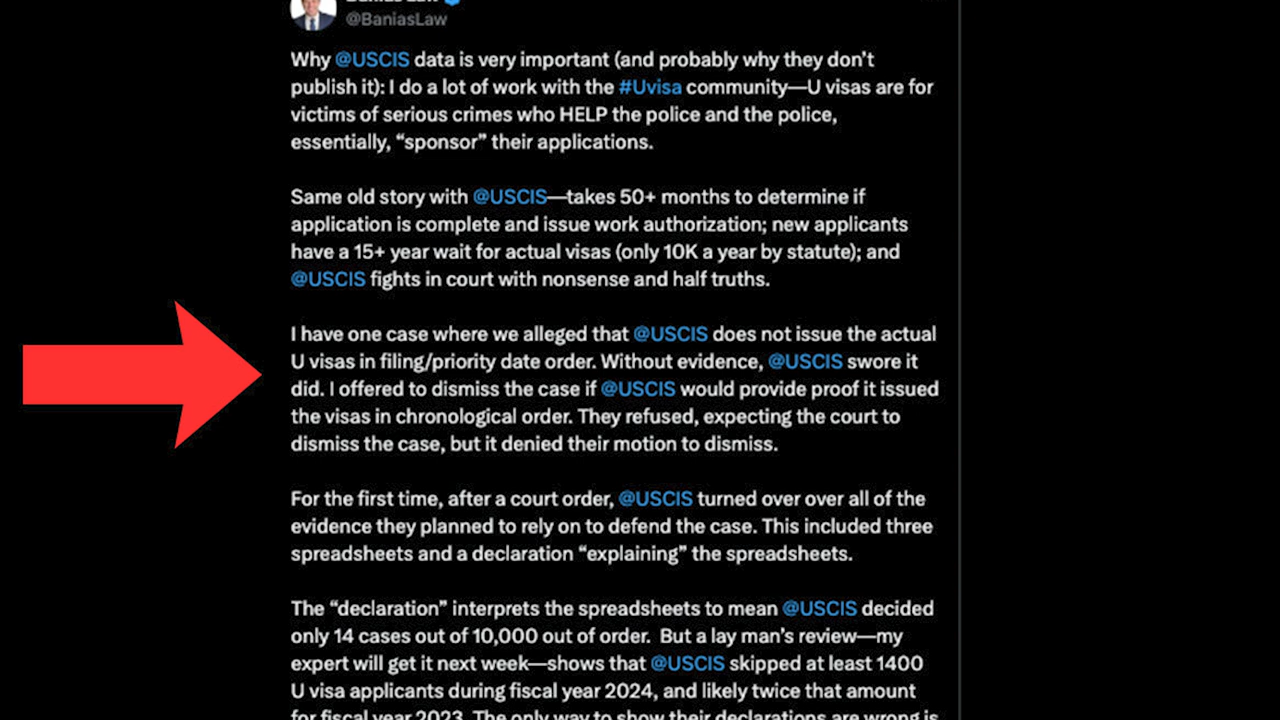 @BaniasLaw
Why @USCIS data is very important (and probably why they don't
publish it): I do a lot of work with the #Uvisa community—U visas are for
victims of serious crimes who HELP the police and the police,
essentially, “sponsor” their applications.
Same old story with @USCIS—takes 50+ months to determine if
application is complete and issue work authorization; new applicants
have a 15+ year wait for actual visas (only 10K a year by statute); and
@USCIS fights in court with nonsense and half truths.
I have one case where we alleged that @USCIS does not issue the actual
U visas in filing/priority date order. Without evidence, @USCIS swore it
did. I offered to dismiss the case if @USCIS would provide proof it issued
the visas in chronological order. They refused, expecting the court to
dismiss the case, but it denied their motion to dismiss.
For the first time, after a court order, @USCIS turned over over all of the
evidence they planned to rely on to defend the case. This included three
spreadsheets and a declaration “explaining” the spreadsheets.
The “declaration” interprets the spreadsheets to mean @USCIS decided
only 14 cases out of 10,000 out of order.  But a lay man's review—my
expert will get it next week—shows that @USCIS skipped at least 1400
U visa applicants during fiscal year 2024, and likely twice that amount
for fiscal year 2023. The only way to show their declarations are wrong is